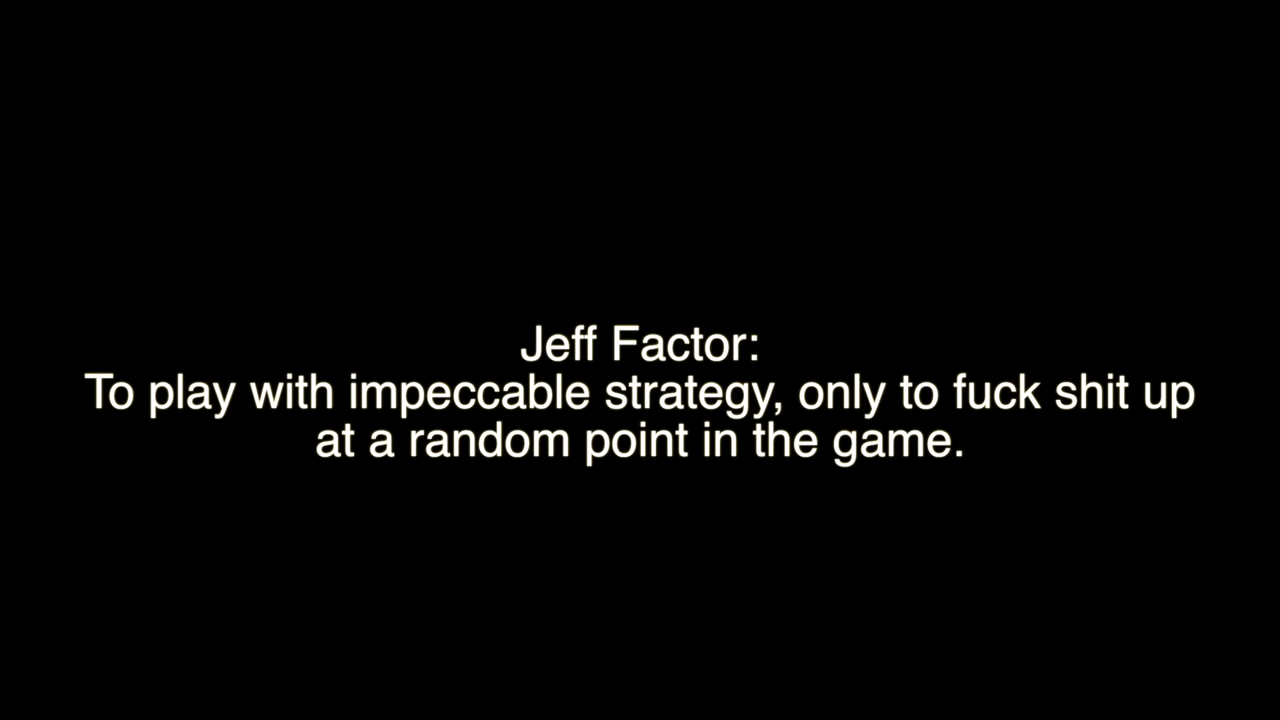 Jeff Factor:
To play with impeccable strategy, only to fuck shit up
at a random point in the game.